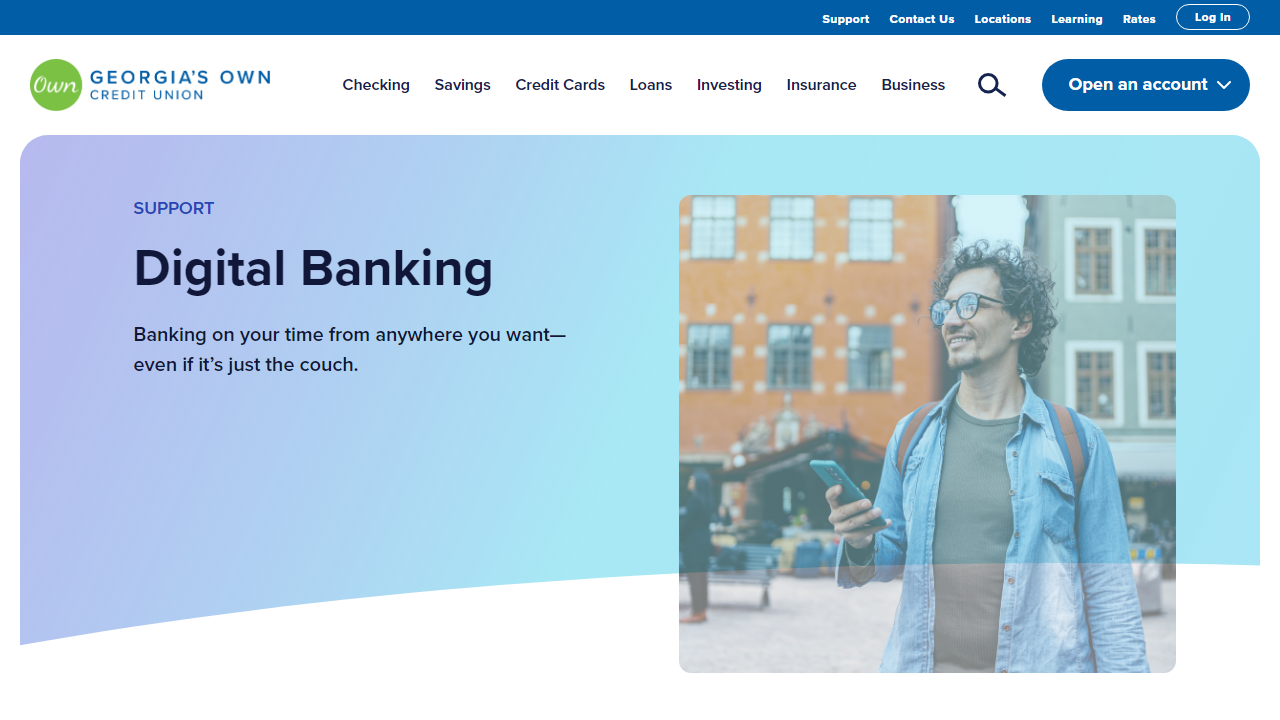 Support Contact Us Locations Learning Rates Log In
Own GEORGIA'S OWN
CREDIT UNION
Checking Savings Credit Cards Loans Investing Insurance Business Open an account
SUPPORT
Digital Banking
Banking on your time from anywhere you want—
even if it’s just the couch.